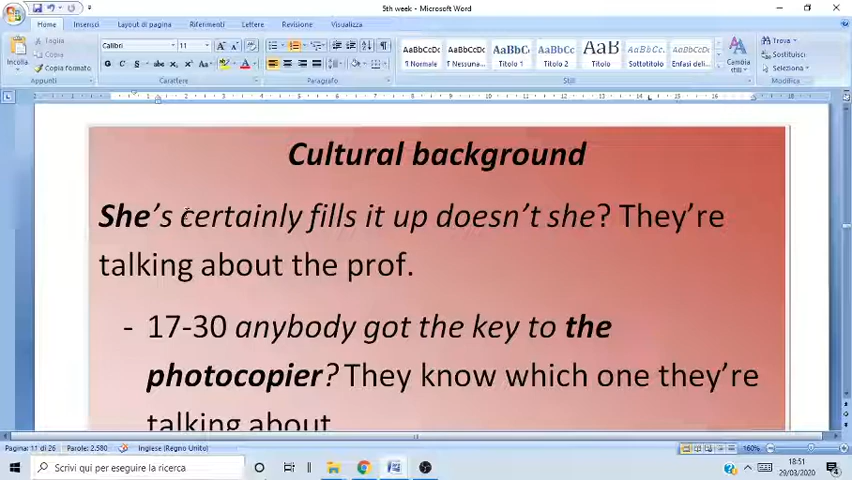 5th week - Microsoft Word
Home Inserisci Layout di pagina Riferimenti Lettere Revisione Visualizza
Taglia
Copia
Copia formato
Incolla
Appunti
Calibri 11
Carattere
Paragrafo
AaBbCcDc AaBbCcDc AaBbC AaBbCc AaB AaBbCc. AaBbCcDc
¶ Normale ¶ Nessuna... Titolo 1 Titolo 2 Titolo Sottotitolo Enfasi deli...
Stili
Cambia stili
Trova
Sostituisci
Seleziona
Modifica
Cultural background
She's certainly fills it up doesn't she? They're
talking about the prof.
- 17-30 anybody got the key to the
photocopier? They know which one they're
talking about
Pagina: 11 di 26 Parole: 2.580 Inglese (Regno Unito) 160%
Scrivi qui per eseguire la ricerca
18:51
29/03/2020